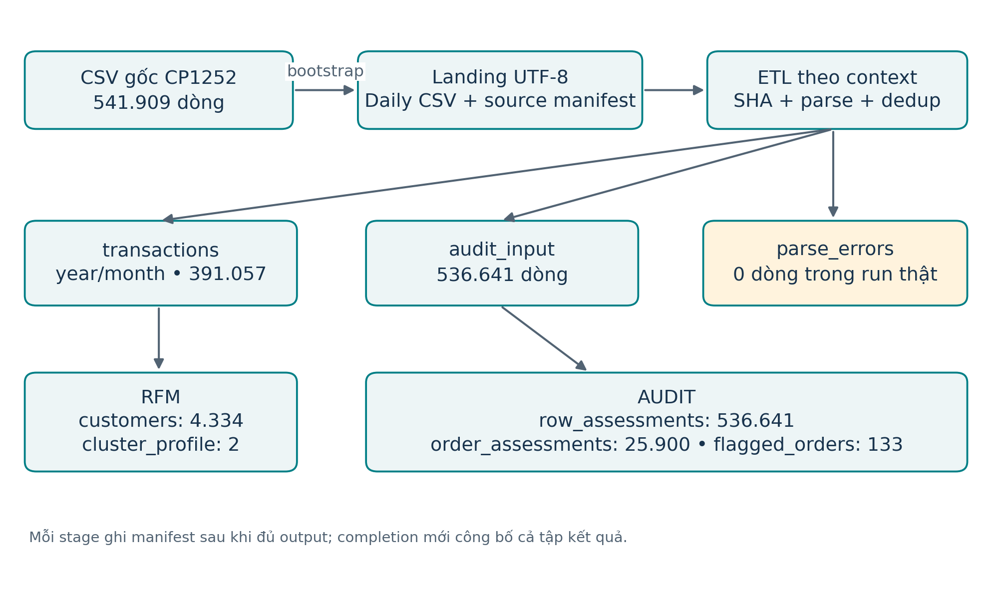 CSV gốc CP1252
541.909 dòng
bootstrap
Landing UTF-8
Daily CSV + source manifest
ETL theo context
SHA + parse + dedup
transactions
year/month • 391.057
audit_input
536.641 dòng
parse_errors
0 dòng trong run thật
RFM
customers: 4.334
cluster_profile: 2
AUDIT
row_assessments: 536.641
order_assessments: 25.900 • flagged_orders: 133
Mỗi stage ghi manifest sau khi đủ output; completion mới công bố cả tập kết quả.